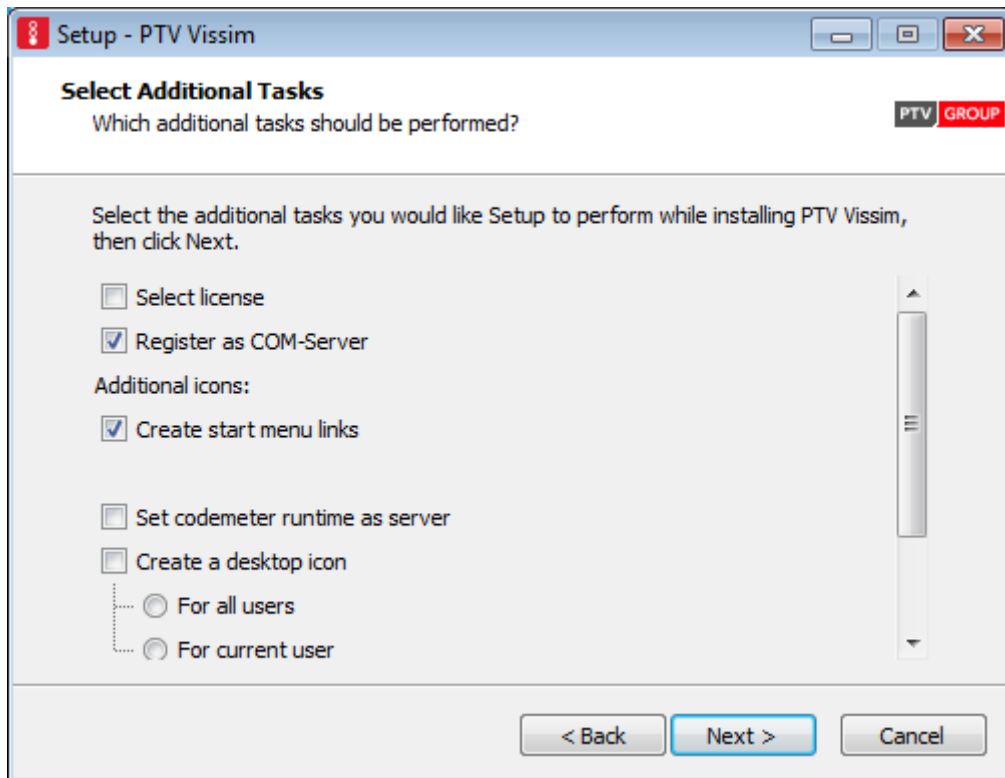 Setup - PTV Vissim
Select Additional Tasks
Which additional tasks should be performed?
PTV GROUP
Select the additional tasks you would like Setup to perform while installing PTV Vissim,
then click Next.
Select license
Register as COM-Server
Additional icons:
Create start menu links
Set codemeter runtime as server
Create a desktop icon
For all users
For current user
< Back
Next >
Cancel